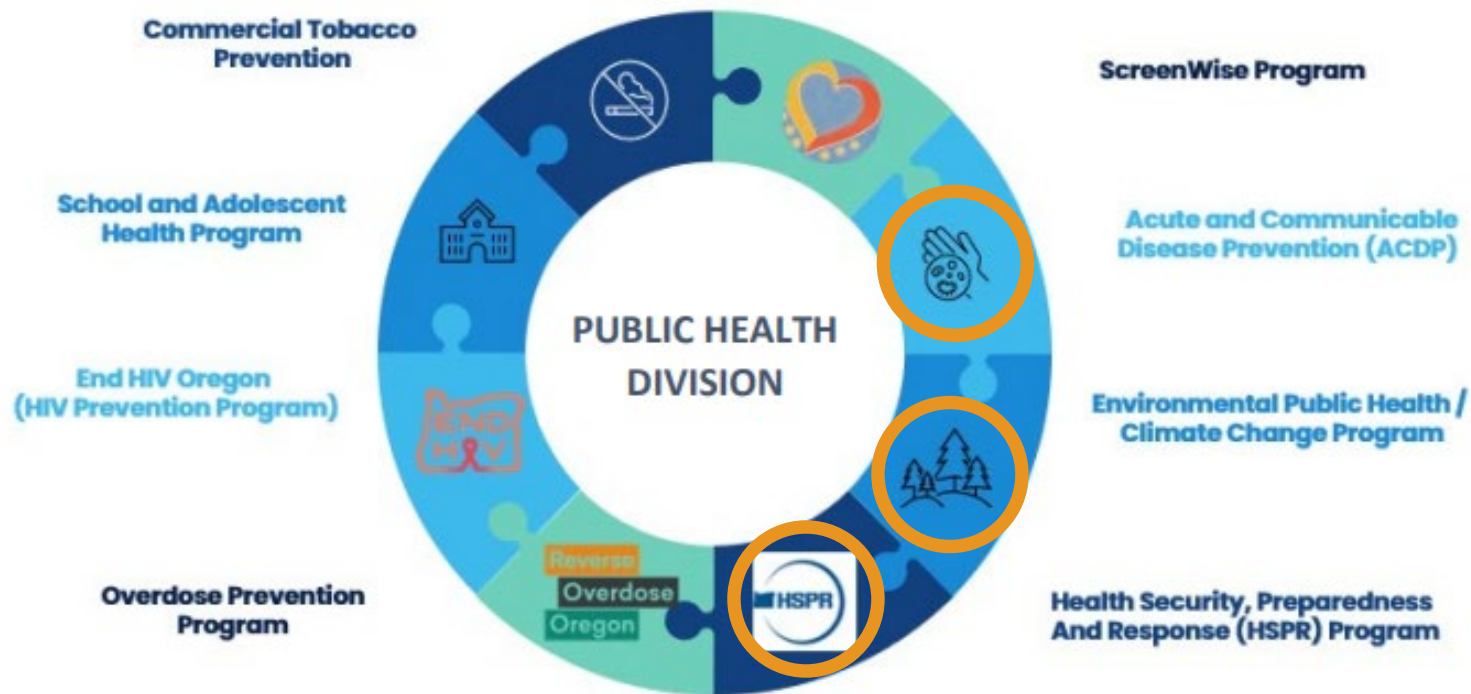 Commercial Tobacco
Prevention
ScreenWise Program
School and Adolescent
Health Program
Acute and Communicable
Disease Prevention (ACDP)
PUBLIC HEALTH
DIVISION
End HIV Oregon
(HIV Prevention Program)
END
HIV
Environmental Public Health /
Climate Change Program
Reverse
Overdose
Oregon
HSPR
Overdose Prevention
Program
Health Security, Preparedness
And Response (HSPR) Program